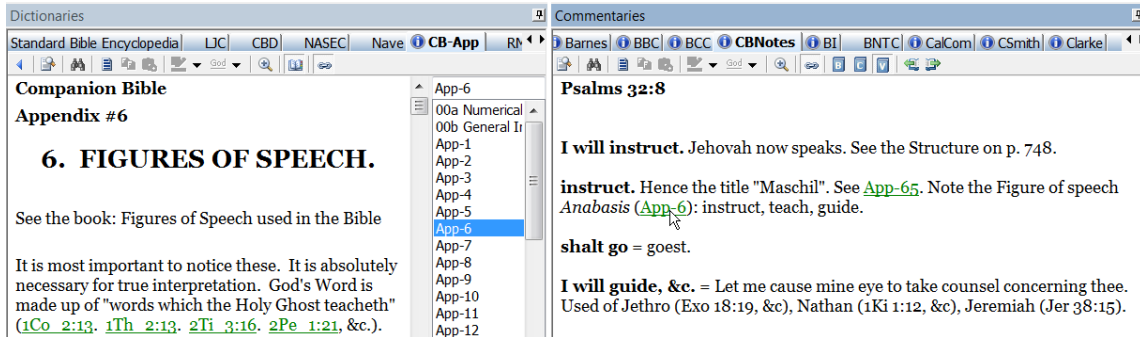 Dictionaries
Standard Bible Encyclopedia LJC CBD NASEC Nave CB-App RM
God
Companion Bible
Appendix #6
6. FIGURES OF SPEECH.
See the book: Figures of Speech used in the Bible
It is most important to notice these. It is absolutely
necessary for true interpretation. God's Word is
made up of "words which the Holy Ghost teacheth"
(1Co_2:13. 1Th_2:13. 2Ti_3:16. 2Pe_1:21, &c.).
App-6
00a Numerical
00b General In
App-1
App-2
App-3
App-4
App-5
App-6
App-7
App-8
App-9
App-10
App-11
App-12
Commentaries
Barnes BBC BCC CBNotes BI BNTC CalCom CSmith Clarke
God B C V
Psalms 32:8
I will instruct. Jehovah now speaks. See the Structure on p. 748.
instruct. Hence the title "Maschil". See App-65. Note the Figure of speech
Anabasis (App-6): instruct, teach, guide.
shalt go = goest.
I will guide, &c. = Let me cause mine eye to take counsel concerning thee.
Used of Jethro (Exo 18:19, &c), Nathan (1Ki 1:12, &c), Jeremiah (Jer 38:15).